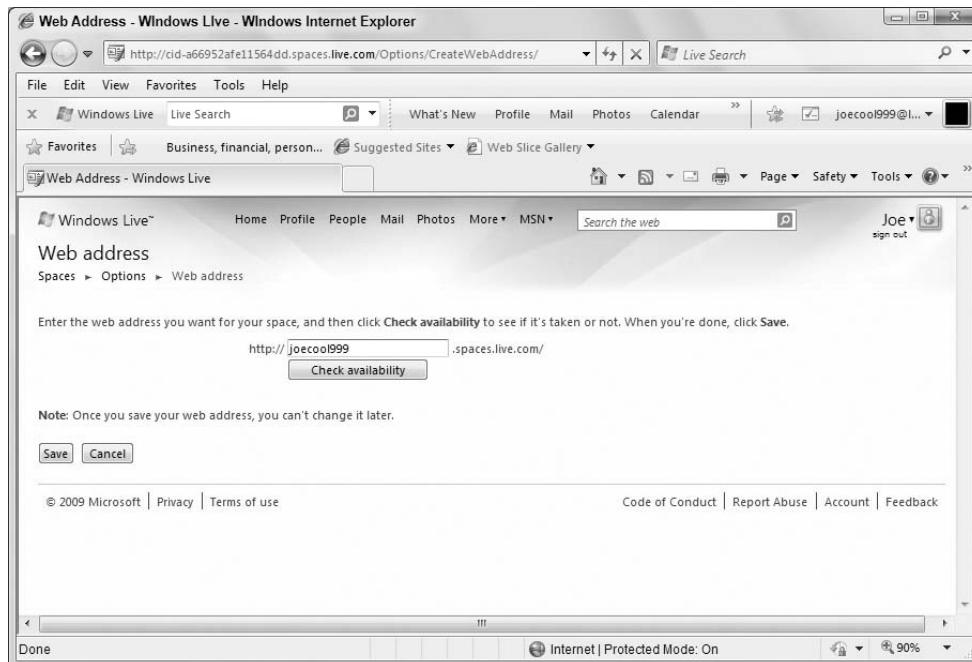 Web Address - Windows Live - Windows Internet Explorer
http://cid-a66952afe11564dd.spaces.live.com/Options/CreateWebAddress/
Live Search
File Edit View Favorites Tools Help
X Windows Live Live Search What's New Profile Mail Photos Calendar >> joecool999@l...
Favorites Business, financial, person... Suggested Sites Web Slice Gallery
Web Address - Windows Live Page Safety Tools >>
Windows Live™ Home Profile People Mail Photos More MSN Search the web Joe
sign out
Web address
Spaces ► Options ► Web address
Enter the web address you want for your space, and then click Check availability to see if it's taken or not. When you're done, click Save.
http:// joecool999 .spaces.live.com/
Check availability
Note: Once you save your web address, you can't change it later.
Save Cancel
© 2009 Microsoft | Privacy | Terms of use Code of Conduct | Report Abuse | Account | Feedback
Done Internet | Protected Mode: On 90%